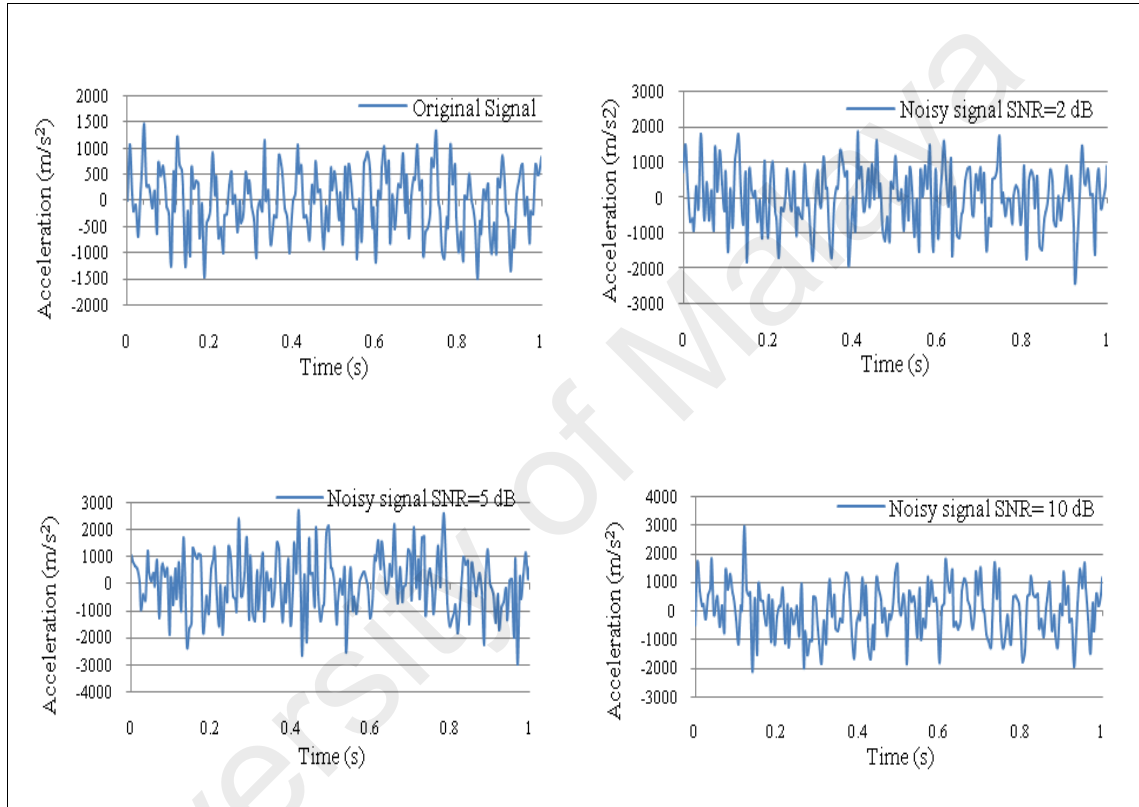 Original Signal
Acceleration (m/s²)
2000
1500
1000
500
0
-500
-1000
-1500
-2000
0 0.2 0.4 0.6 0.8 1
Time (s)
Noisy signal SNR=2 dB
Acceleration (m/s2)
3000
2000
1000
0
-1000
-2000
-3000
0 0.2 0.4 0.6 0.8 1
Time (s)
Noisy signal SNR=5 dB
Acceleration (m/s²)
3000
2000
1000
0
-1000
-2000
-3000
-4000
0 0.2 0.4 0.6 0.8 1
Time (s)
Noisy signal SNR= 10 dB
Acceleration (m/s²)
4000
3000
2000
1000
0
-1000
-2000
-3000
0 0.2 0.4 0.6 0.8 1
Time (s)
versity of Malaya